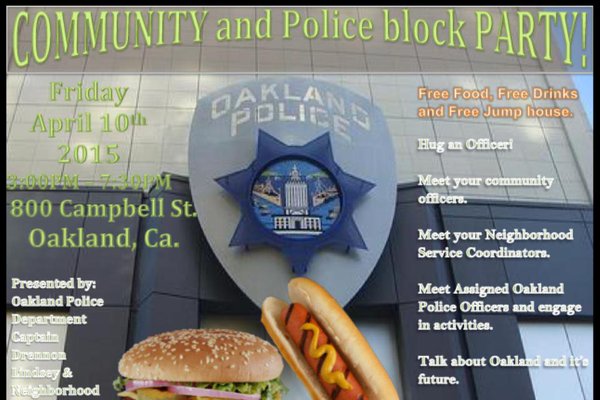 COMMUNITY and Police block PARTY!
Friday
April 10th
2015
3:00PM – 7:30PM
800 Campbell St.
Oakland, Ca.
Presented by:
Oakland Police
Department
Captain
Drennon
Lindsey &
Neighborhood
OAKLAND
POLICE
Free Food, Free Drinks
and Free Jump house.
Hug an Officer!
Meet your community
officers.
Meet your Neighborhood
Service Coordinators.
Meet Assigned Oakland
Police Officers and engage
in activities.
Talk about Oakland and it's
future.